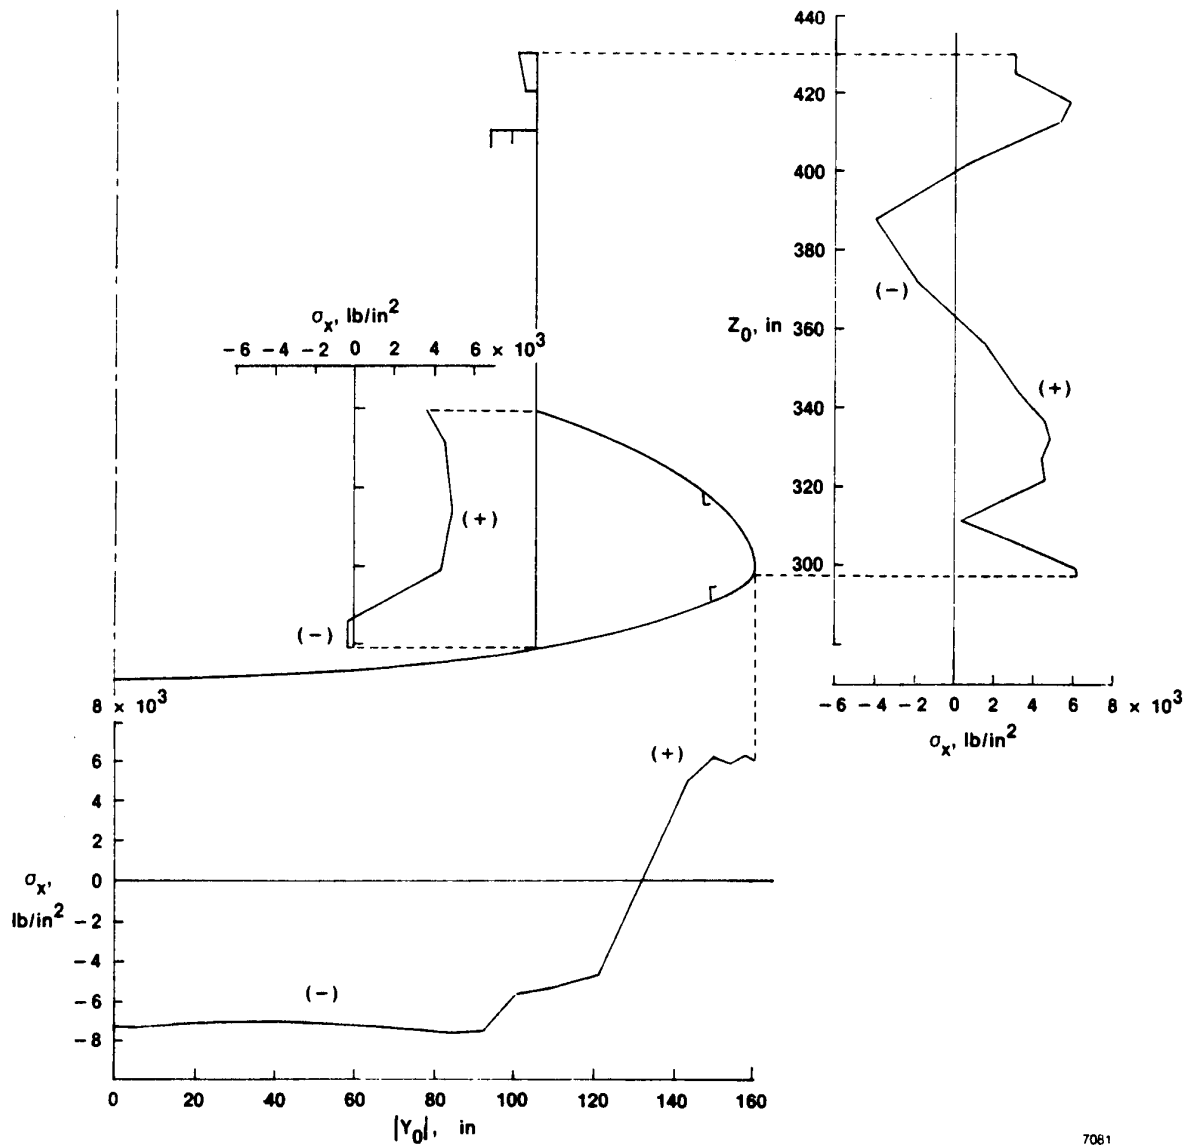 440
420
400
380
(-)
Z₀, in 360
(+)
340
320
300
-6 -4 -2 0 2 4 6 8 × 10³
σₓ, lb/in²
σₓ, lb/in²
-6 -4 -2 0 2 4 6 × 10³
(+)
(-)
8 × 10³
(+)
6
4
2
σₓ, 0
lb/in² -2
-4
(-)
-6
-8
0 20 40 60 80 100 120 140 160
|Y₀|, in
7081